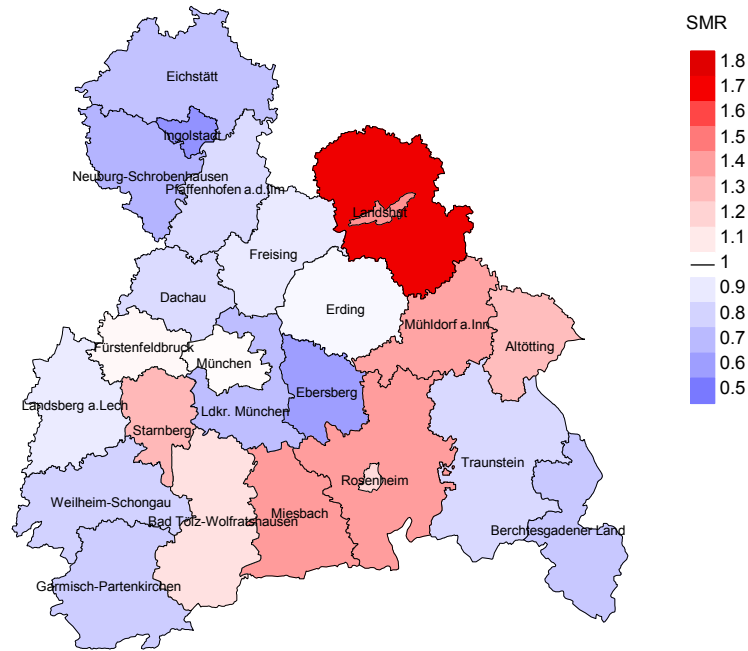 SMR
Eichstätt
1.8
1.7
1.6
1.5
1.4
1.3
1.2
1.1
1
0.9
0.8
0.7
0.6
0.5
Ingolstadt
Neuburg-Schrobenhausen
Pfaffenhofen a.d.Ilm
Landshut
Freising
Dachau
Erding
Mühldorf a.Inn
Fürstenfeldbruck
München
Altötting
Ebersberg
Landsberg a.Lech
Ldkr. München
Starnberg
Traunstein
Rosenheim
Weilheim-Schongau
Miesbach
Bad Tölz-Wolfratshausen
Berchtesgadener Land
Garmisch-Partenkirchen